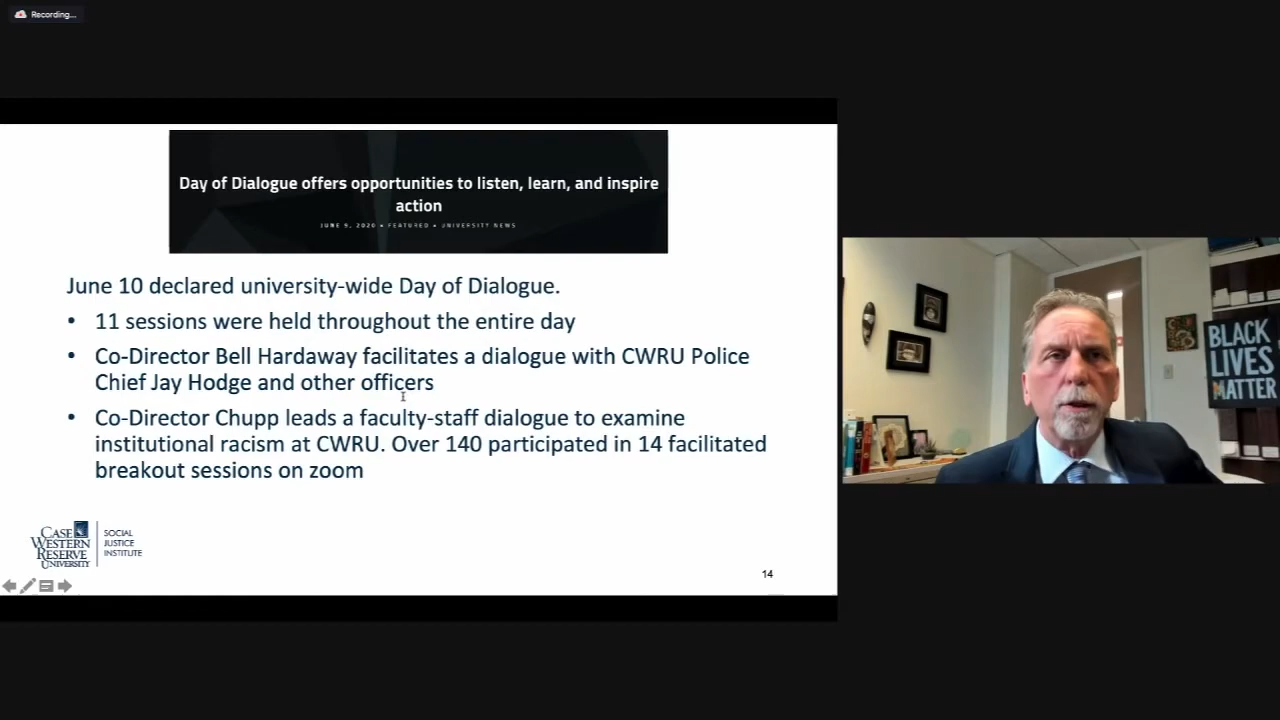 Recording...
Day of Dialogue offers opportunities to listen, learn, and inspire
action
JUNE 9, 2020 • FEATURED • UNIVERSITY NEWS
June 10 declared university-wide Day of Dialogue.
• 11 sessions were held throughout the entire day
• Co-Director Bell Hardaway facilitates a dialogue with CWRU Police
Chief Jay Hodge and other officers
• Co-Director Chupp leads a faculty-staff dialogue to examine
institutional racism at CWRU. Over 140 participated in 14 facilitated
breakout sessions on zoom
CASE
WESTERN
RESERVE
UNIVERSITY
SOCIAL
JUSTICE
INSTITUTE
14
BLACK
LIVES
MATTER